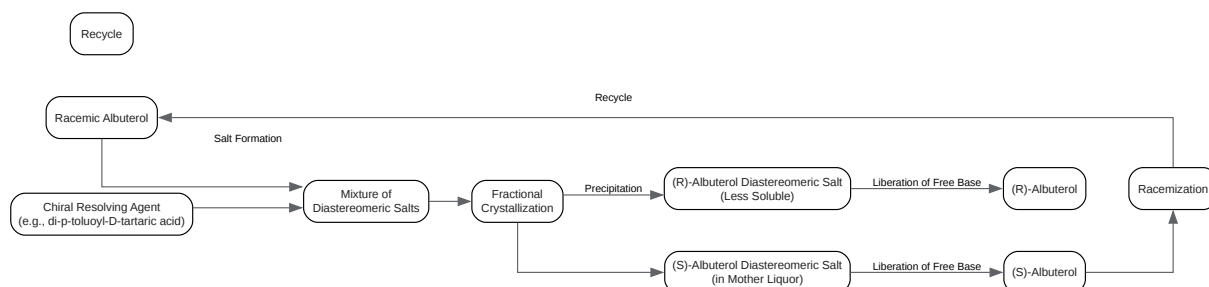 Recycle
Recycle
Racemic Albuterol
Salt Formation
Chiral Resolving Agent
(e.g., di-p-toluoyl-D-tartaric acid)
Mixture of
Diastereomeric Salts
Fractional
Crystallization
Precipitation
(R)-Albuterol Diastereomeric Salt
(Less Soluble)
Liberation of Free Base
(R)-Albuterol
Racemization
(S)-Albuterol Diastereomeric Salt
(in Mother Liquor)
Liberation of Free Base
(S)-Albuterol